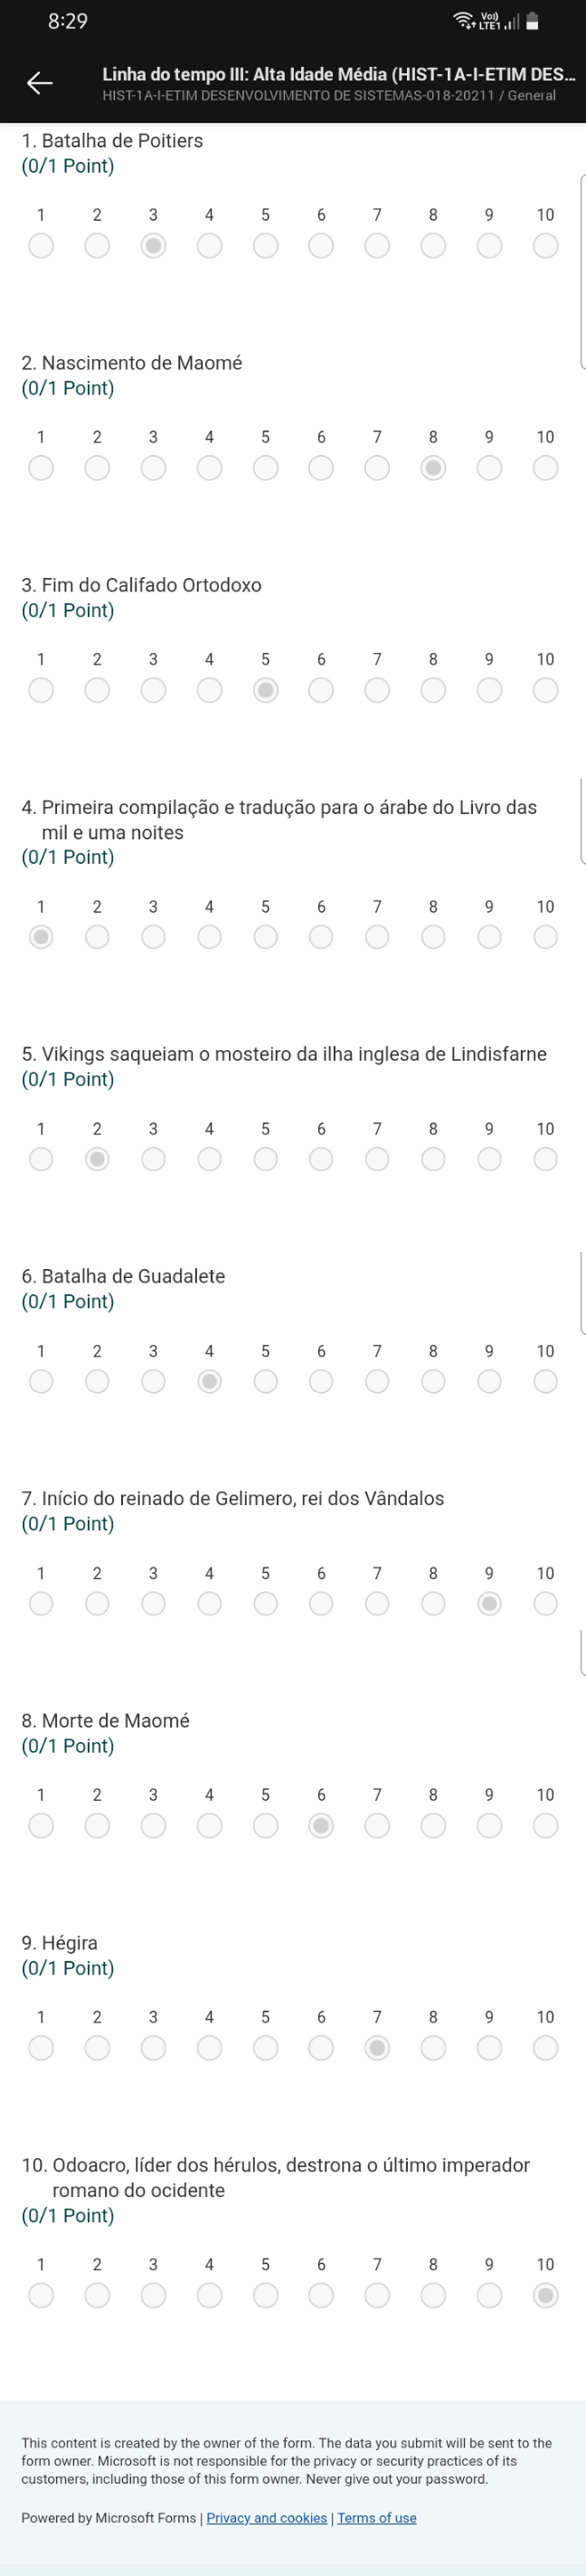 8:29
Vo)) LTE1
Linha do tempo III: Alta Idade Média (HIST-1A-I-ETIM DES...
HIST-1A-I-ETIM DESENVOLVIMENTO DE SISTEMAS-018-20211 / General
1. Batalha de Poitiers
(0/1 Point)
1 2 3 4 5 6 7 8 9 10
2. Nascimento de Maomé
(0/1 Point)
1 2 3 4 5 6 7 8 9 10
3. Fim do Califado Ortodoxo
(0/1 Point)
1 2 3 4 5 6 7 8 9 10
4. Primeira compilação e tradução para o árabe do Livro das
mil e uma noites
(0/1 Point)
1 2 3 4 5 6 7 8 9 10
5. Vikings saqueiam o mosteiro da ilha inglesa de Lindisfarne
(0/1 Point)
1 2 3 4 5 6 7 8 9 10
6. Batalha de Guadalete
(0/1 Point)
1 2 3 4 5 6 7 8 9 10
7. Início do reinado de Gelimero, rei dos Vândalos
(0/1 Point)
1 2 3 4 5 6 7 8 9 10
8. Morte de Maomé
(0/1 Point)
1 2 3 4 5 6 7 8 9 10
9. Hégira
(0/1 Point)
1 2 3 4 5 6 7 8 9 10
10. Odoacro, líder dos hérulos, destrona o último imperador
romano do ocidente
(0/1 Point)
1 2 3 4 5 6 7 8 9 10
This content is created by the owner of the form. The data you submit will be sent to the
form owner. Microsoft is not responsible for the privacy or security practices of its
customers, including those of this form owner. Never give out your password.
Powered by Microsoft Forms | Privacy and cookies | Terms of use